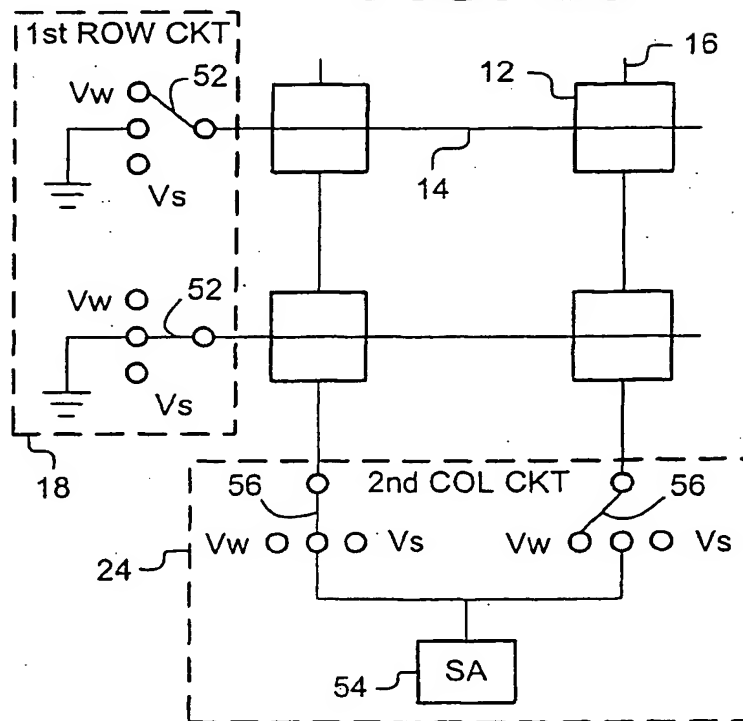 1st ROW CKT
16
Vw
52
12
14
Vs
Vw
52
Vs
18
56
2nd COL CKT
56
Vw
Vs
Vw
Vs
24
54
SA